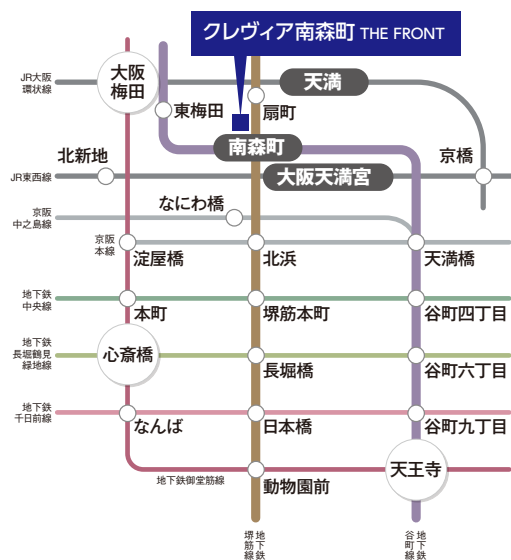 クレヴィア南森町 THE FRONT
JR大阪
環状線
大阪
梅田
天満
東梅田
扇町
南森町
北新地
京橋
JR東西線
大阪天満宮
なにわ橋
京阪
中之島線
京阪
本線
淀屋橋
北浜
天満橋
地下鉄
中央線
本町
堺筋本町
谷町四丁目
地下鉄
長堀鶴見
緑地線
心斎橋
長堀橋
谷町六丁目
地下鉄
千日前線
なんば
日本橋
谷町九丁目
天王寺
地下鉄御堂筋線
動物園前
地下鉄
堺筋線
地下鉄
谷町線